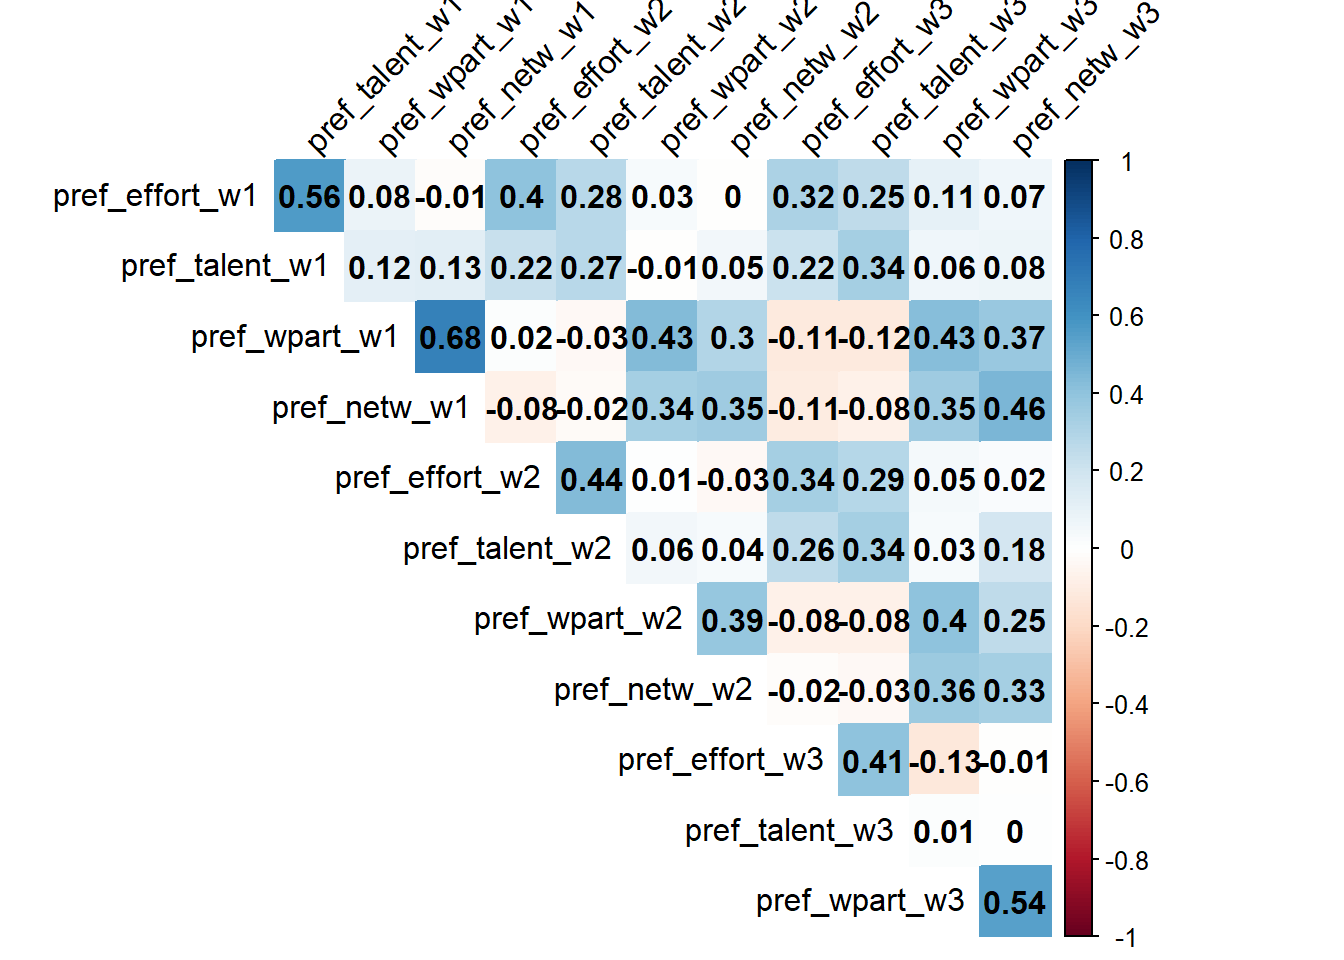 pref_talent_w1
pref_wpart_w1
pref_netw_w1
pref_effort_w2
pref_talent_w2
pref_wpart_w2
pref_netw_w2
pref_effort_w3
pref_talent_w3
pref_wpart_w3
pref_netw_w3
pref_effort_w1 0.56 0.08 -0.01 0.4 0.28 0.03 0 0.32 0.25 0.11 0.07
pref_talent_w1 0.12 0.13 0.22 0.27 -0.01 0.05 0.22 0.34 0.06 0.08
pref_wpart_w1 0.68 0.02 -0.03 0.43 0.3 -0.11 -0.12 0.43 0.37
pref_netw_w1 -0.08 -0.02 0.34 0.35 -0.11 -0.08 0.35 0.46
pref_effort_w2 0.44 0.01 -0.03 0.34 0.29 0.05 0.02
pref_talent_w2 0.06 0.04 0.26 0.34 0.03 0.18
pref_wpart_w2 0.39 -0.08 -0.08 0.4 0.25
pref_netw_w2 -0.02 -0.03 0.36 0.33
pref_effort_w3 0.41 -0.13 -0.01
pref_talent_w3 0.01 0
pref_wpart_w3 0.54
1
0.8
0.6
0.4
0.2
0
-0.2
-0.4
-0.6
-0.8
-1